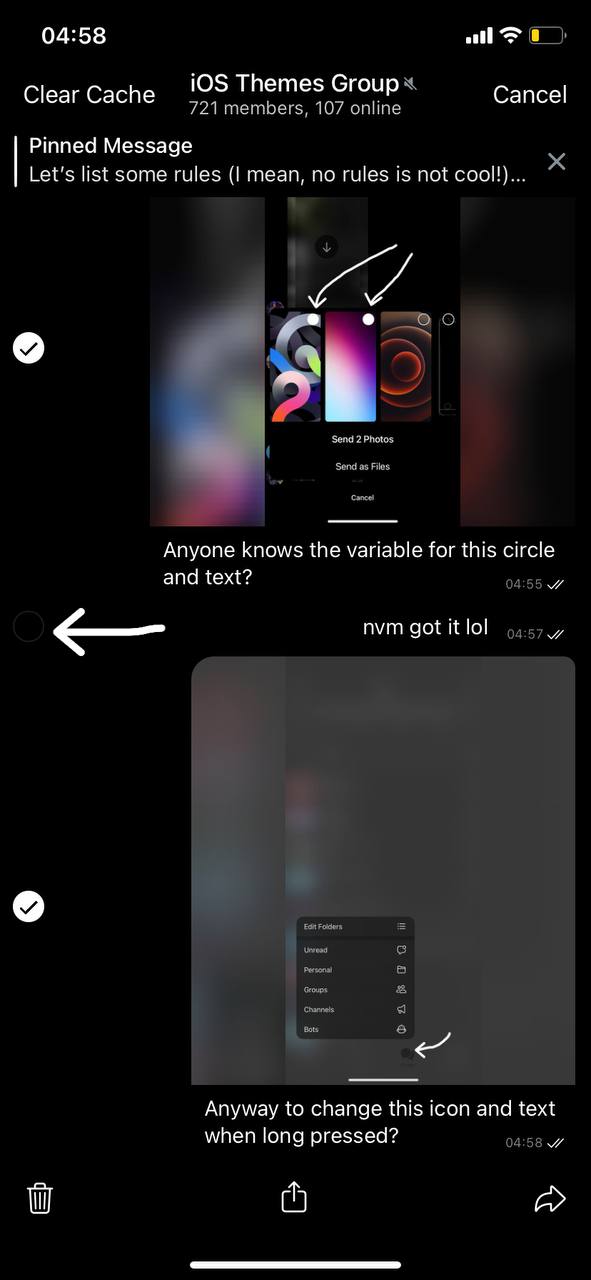 04:58
Clear Cache
iOS Themes Group
721 members, 107 online
Cancel
Pinned Message
Let's list some rules (I mean, no rules is not cool!)...
Send 2 Photos
Send as Files
Cancel
Anyone knows the variable for this circle
and text?
04:55
nvm got it lol
04:57
Edit Folders
Unread
Personal
Groups
Channels
Bots
Anyway to change this icon and text
when long pressed?
04:58